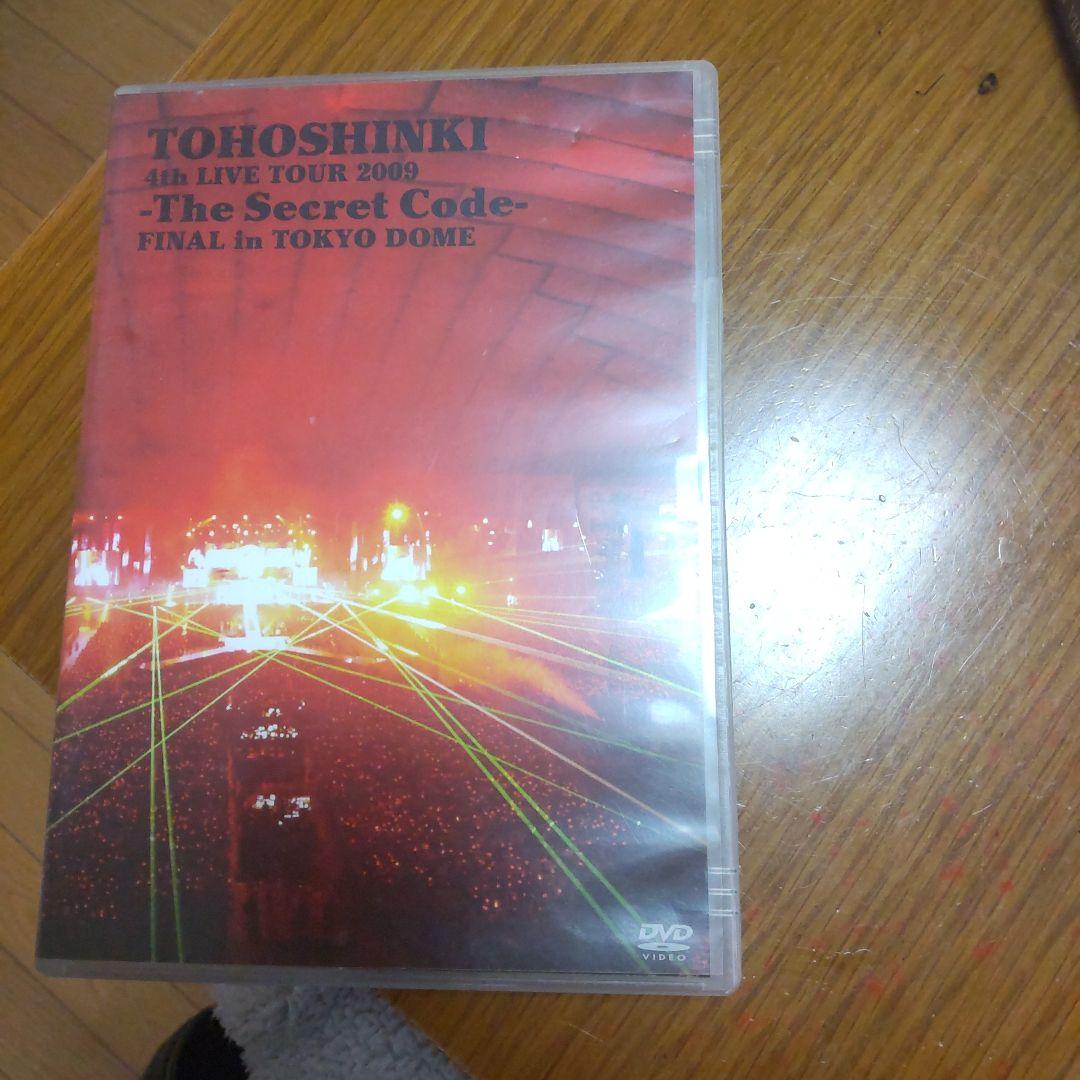 TOHOSHINKI
4th LIVE TOUR 2009
-The Secret Code-
FINAL in TOKYO DOME
DVD
VIDEO